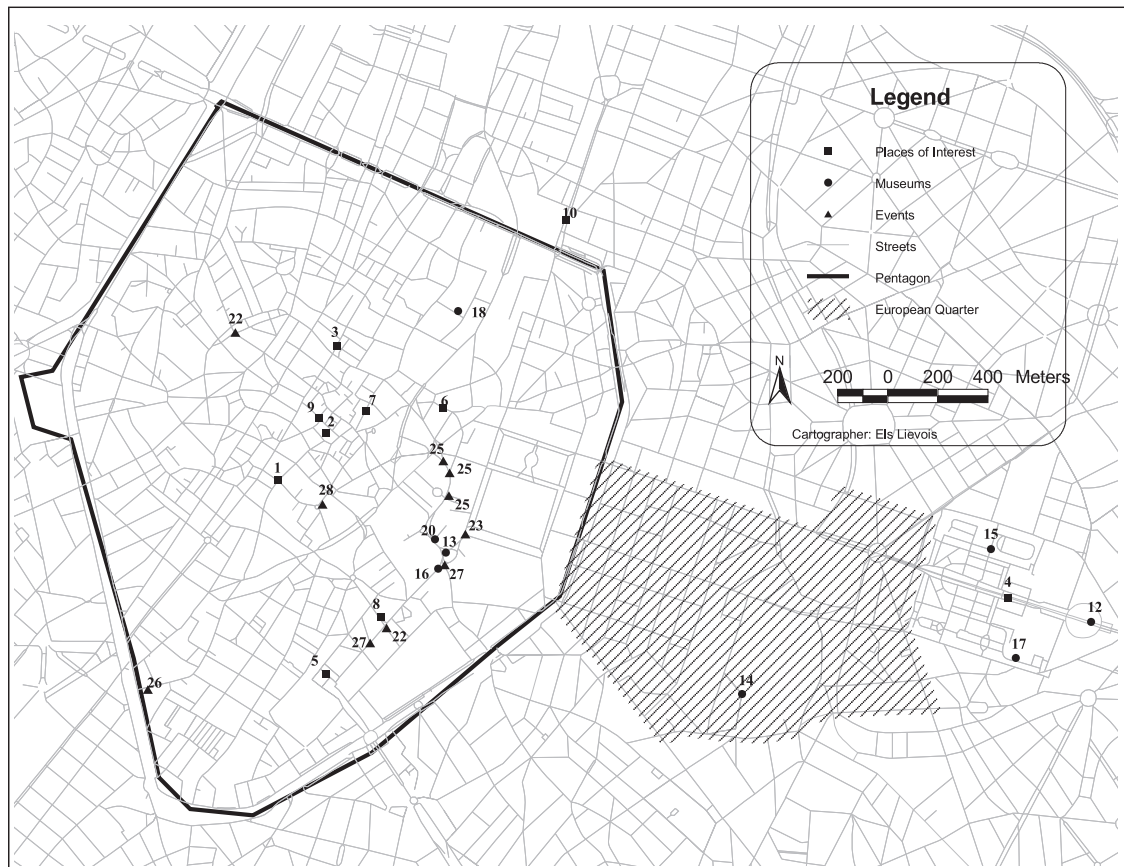 Legend
Places of Interest
Museums
Events
Streets
Pentagon
European Quarter
N
200 0 200 400 Meters
Cartographer: Els Lievois
10
18
22
3
6
7
9
2
25
25
1
28
25
23
20
13
27
16
15
4
12
17
8
22
27
5
26
14